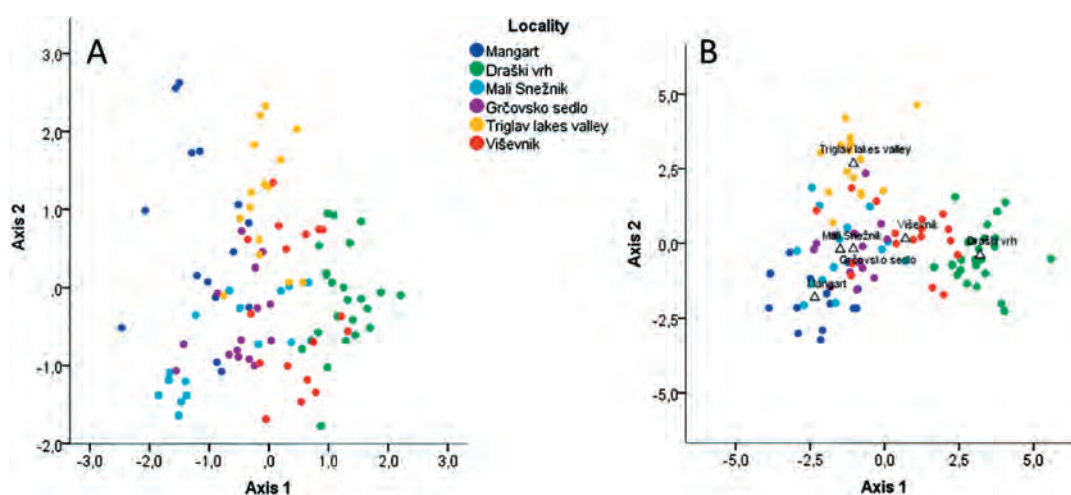 A
Locality
Mangart
Draški vrh
Mali Snežnik
Grčovsko sedlo
Triglav lakes valley
Viševnik
3.0
2.0
1.0
.0
-1.0
-2.0
Axis 2
-3,0
-2.0
-1.0
.0
1.0
2.0
3,0
Axis 1
B
5,0
2.5
0.0
-2.5
-5,0
Axis 2
Triglav lakes valley
Viševnik
Mali Snežnik
Draški vrh
Grčovsko sedlo
Mangart
-5.0
-2.5
0,0
2.5
5.0
Axis 1